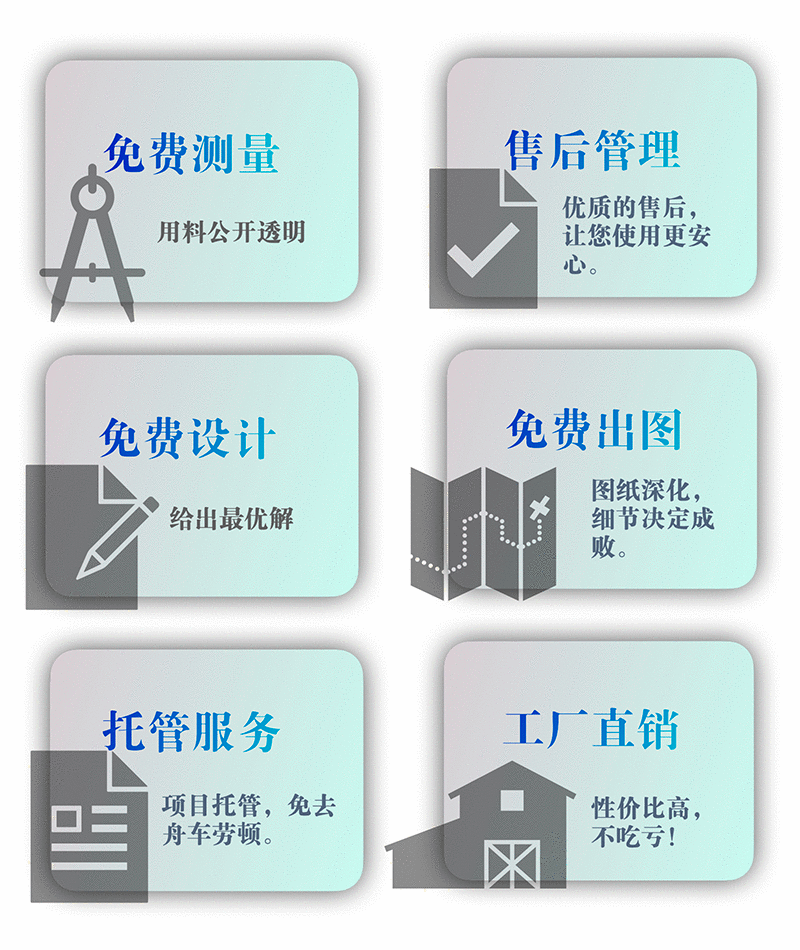 免费测量
用料公开透明
售后管理
优质的售后，
让您使用更安
心。
免费设计
给出最优解
免费出图
图纸深化，
细节决定成
败。
托管服务
项目托管，免去
舟车劳顿。
工厂直销
性价比高，
不吃亏！